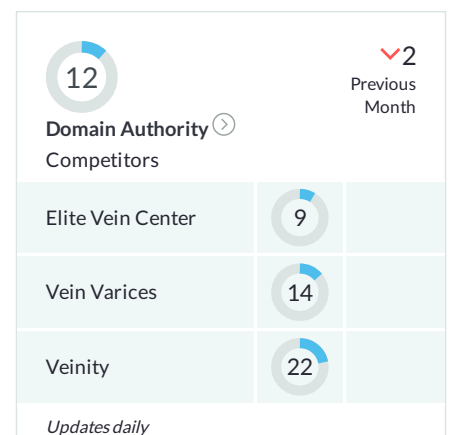 12
2
Previous
Month
Domain Authority
Competitors
Elite Vein Center 9
Vein Varices 14
Veinity 22
Updates daily